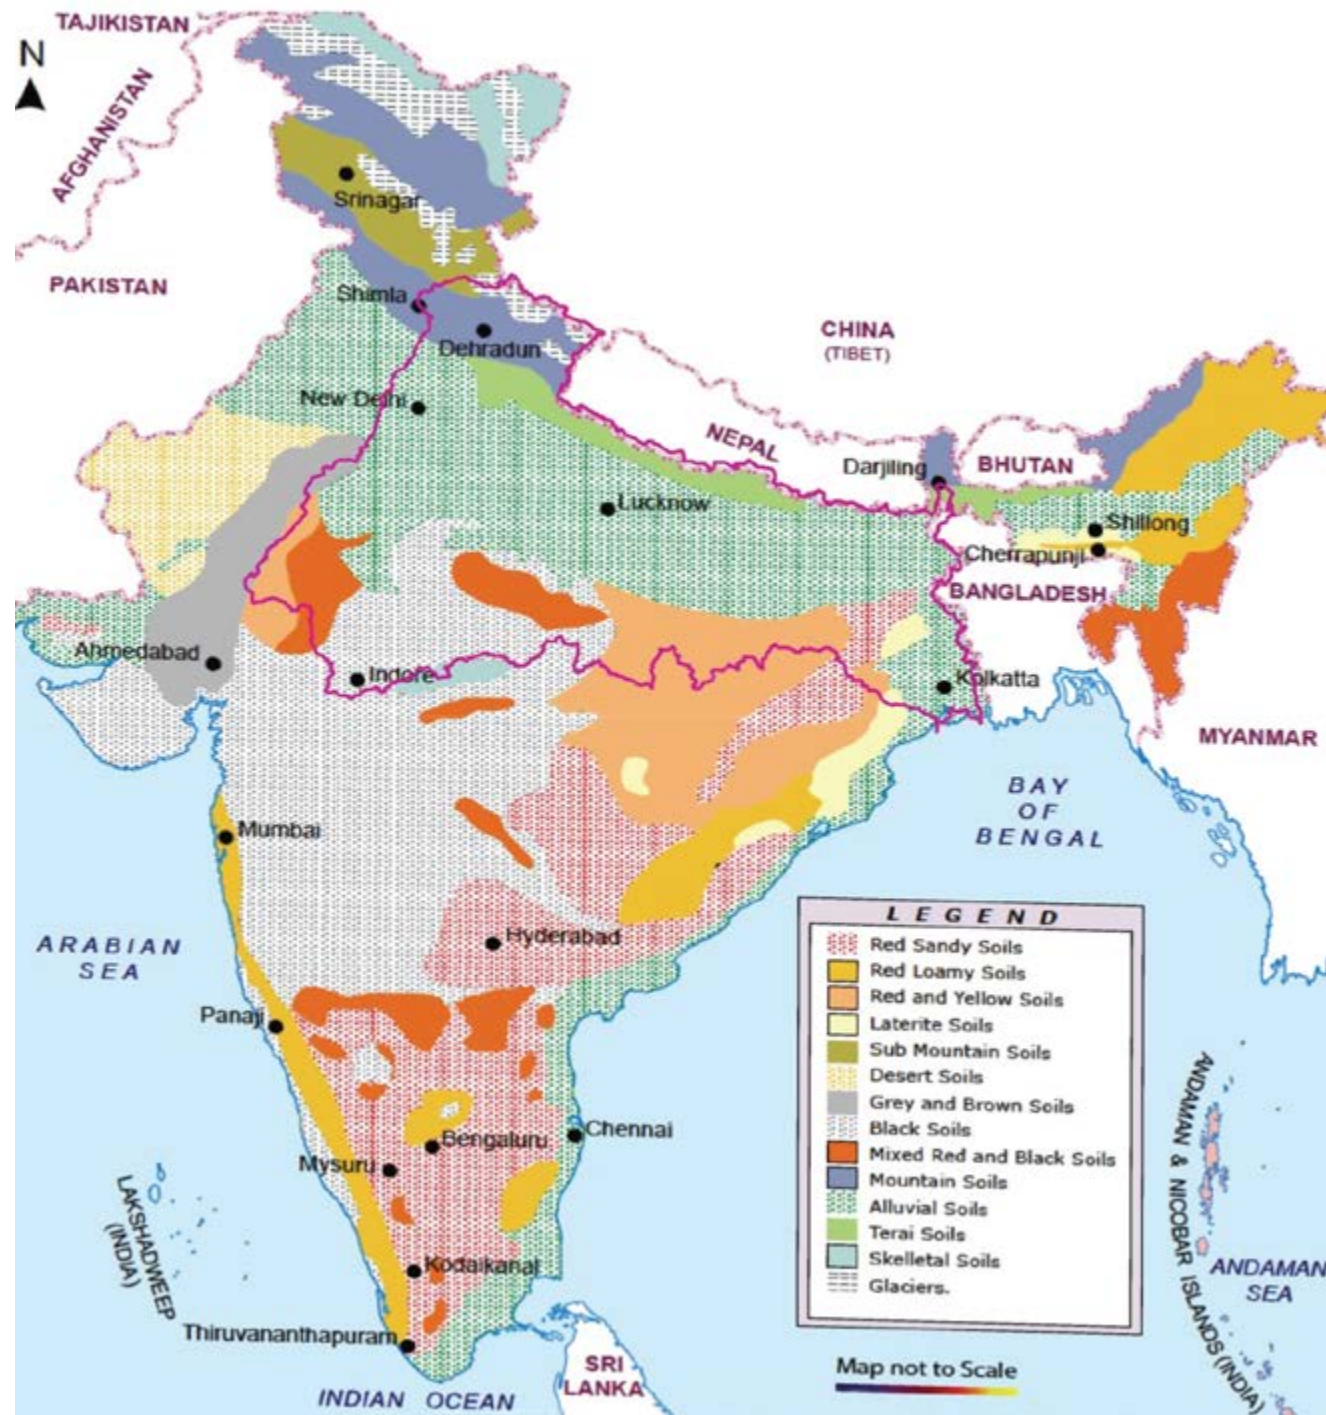 TAJIKISTAN
N
AFGHANISTAN
PAKISTAN
Srinagar
Shimla
Dehradun
CHINA
(TIBET)
New Delhi
NEPAL
Darjiling
BHUTAN
Lucknow
Shillong
Cherrapunji
BANGLADESH
Ahmedabad
Indore
Kolkatta
MYANMAR
BAY
OF
BENGAL
Mumbai
ARABIAN
SEA
Hyderabad
Panaji
Chennai
Bengaluru
Mysuru
LAKSHADWEEP
(INDIA)
Kodaikanal
Thiruvananthapuram
INDIAN OCEAN
SRI
LANKA
LEGEND
Red Sandy Soils
Red Loamy Soils
Red and Yellow Soils
Laterite Soils
Sub Mountain Soils
Desert Soils
Grey and Brown Soils
Black Soils
Mixed Red and Black Soils
Mountain Soils
Alluvial Soils
Terai Soils
Skelletal Soils
Glaciers.
Map not to Scale
ANDAMAN & NICOBAR ISLANDS (INDIA)
ANDAMAN
SEA